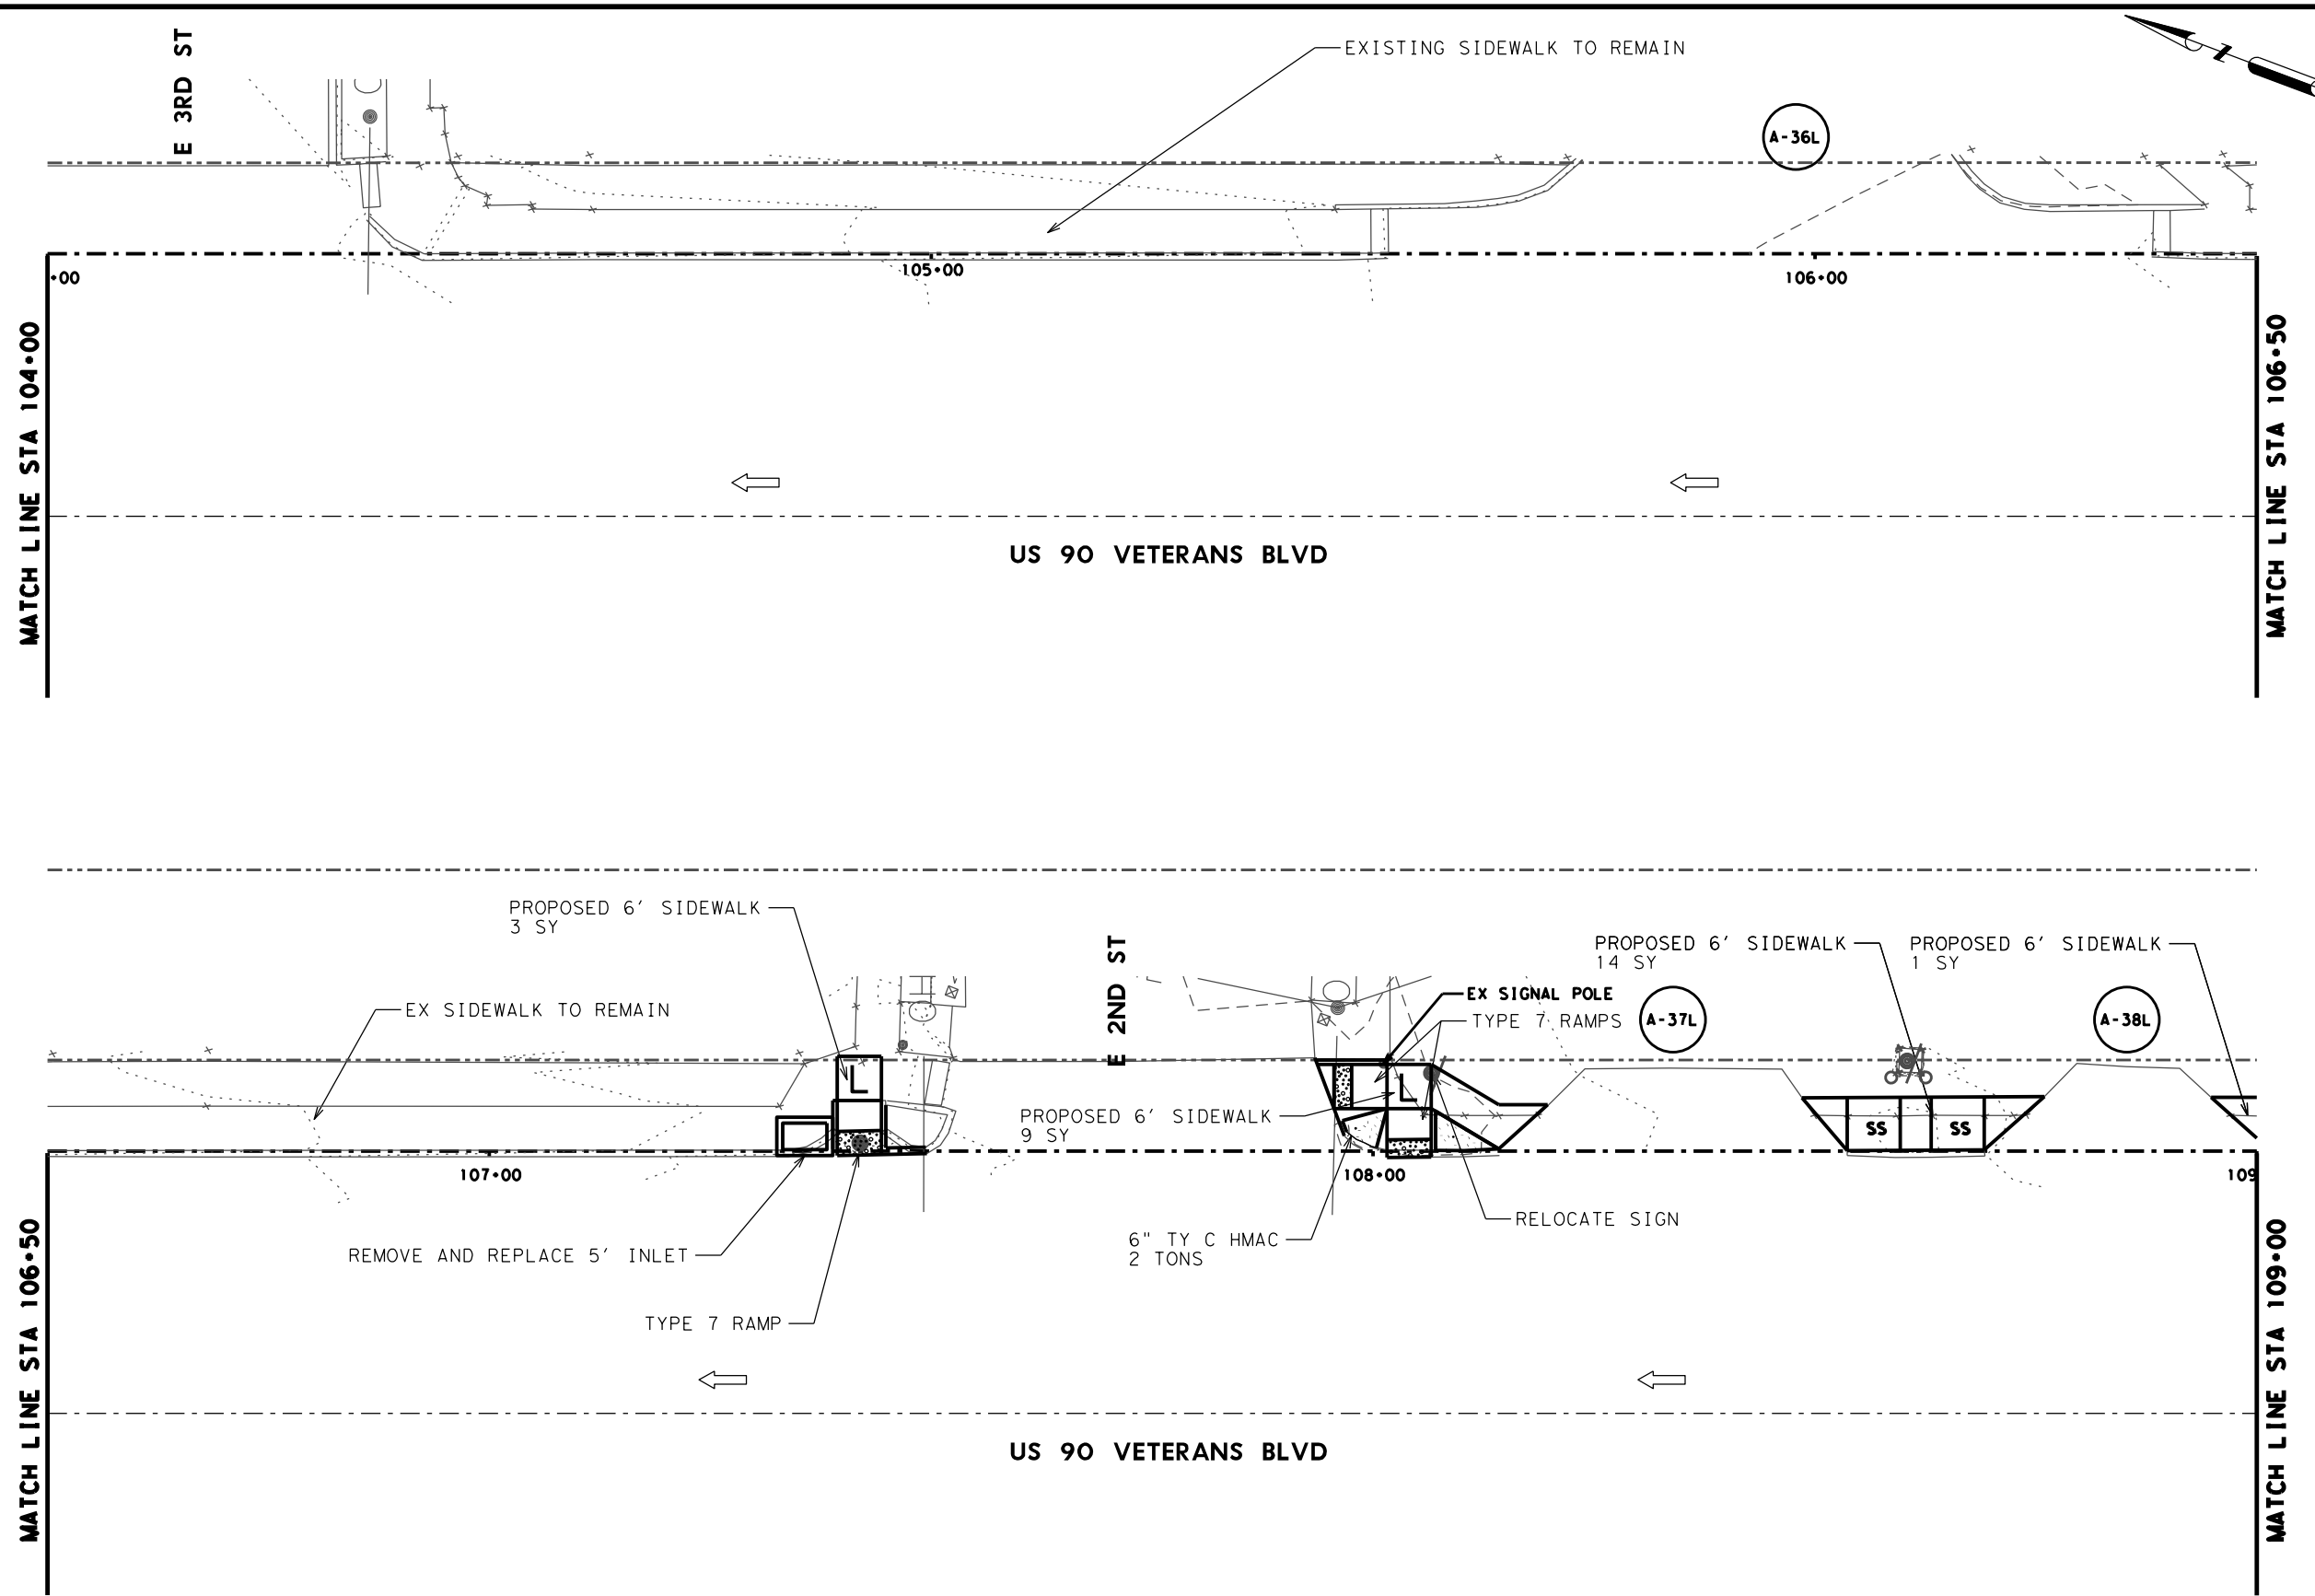 E 3RD ST
EXISTING SIDEWALK TO REMAIN
1
A-36L
+00
105+00
106+00
MATCH LINE STA 104+00
MATCH LINE STA 106+50
US 90 VETERANS BLVD
PROPOSED 6' SIDEWALK
3 SY
E 2ND ST
PROPOSED 6' SIDEWALK
14 SY
PROPOSED 6' SIDEWALK
1 SY
EX SIGNAL POLE
TYPE 7 RAMPS
A-37L
A-38L
EX SIDEWALK TO REMAIN
L
L
PROPOSED 6' SIDEWALK
9 SY
SS
SS
107+00
108+00
109
RELOCATE SIGN
6" TY C HMAC
2 TONS
REMOVE AND REPLACE 5' INLET
TYPE 7 RAMP
MATCH LINE STA 106+50
MATCH LINE STA 109+00
US 90 VETERANS BLVD